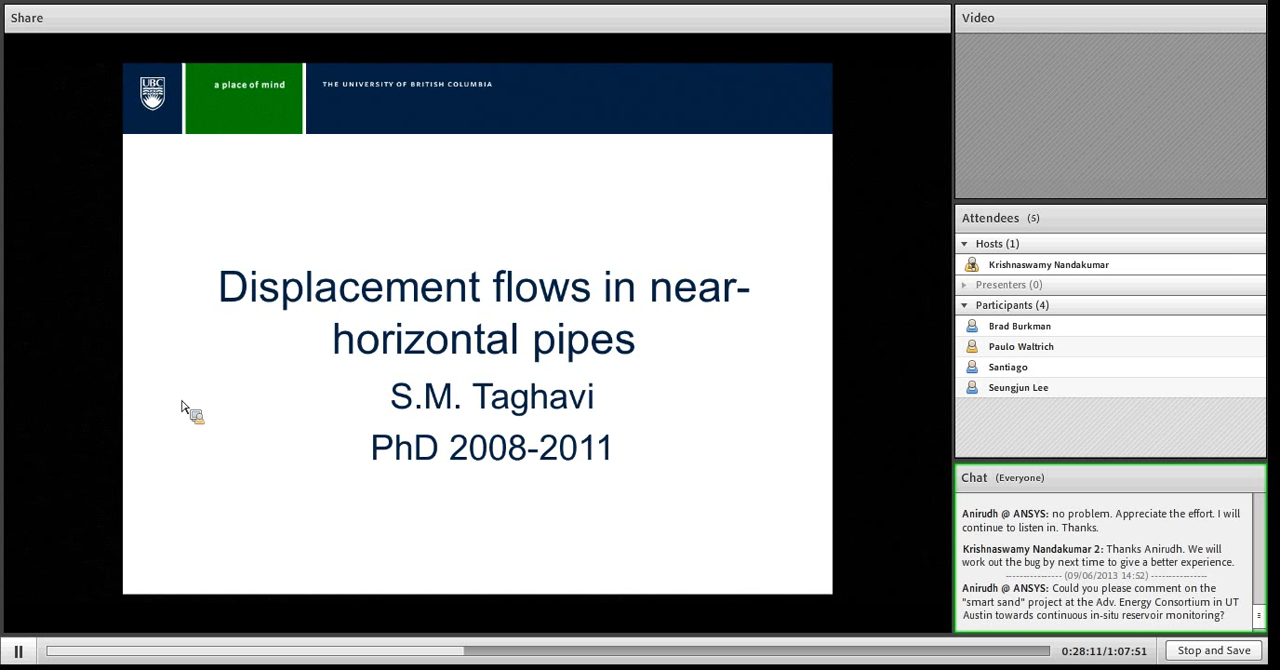 Share
UBC
a place of mind
THE UNIVERSITY OF BRITISH COLUMBIA
Displacement flows in near-
horizontal pipes
S.M. Taghavi
PhD 2008-2011
Video
Attendees (5)
Hosts (1)
Krishnaswamy Nandakumar
Presenters (0)
Participants (4)
Brad Burkman
Paulo Waltrich
Santiago
Seungjun Lee
Chat (Everyone)
Anirudh @ ANSYS: no problem. Appreciate the effort. I will
continue to listen in. Thanks.
Krishnaswamy Nandakumar 2: Thanks Anirudh. We will
work out the bug by next time to give a better experience.
---------------- (09/06/2013 14:52) ----------------
Anirudh @ ANSYS: Could you please comment on the
"smart sand" project at the Adv. Energy Consortium in UT
Austin towards continuous in-situ reservoir monitoring?
0:28:11/1:07:51
Stop and Save